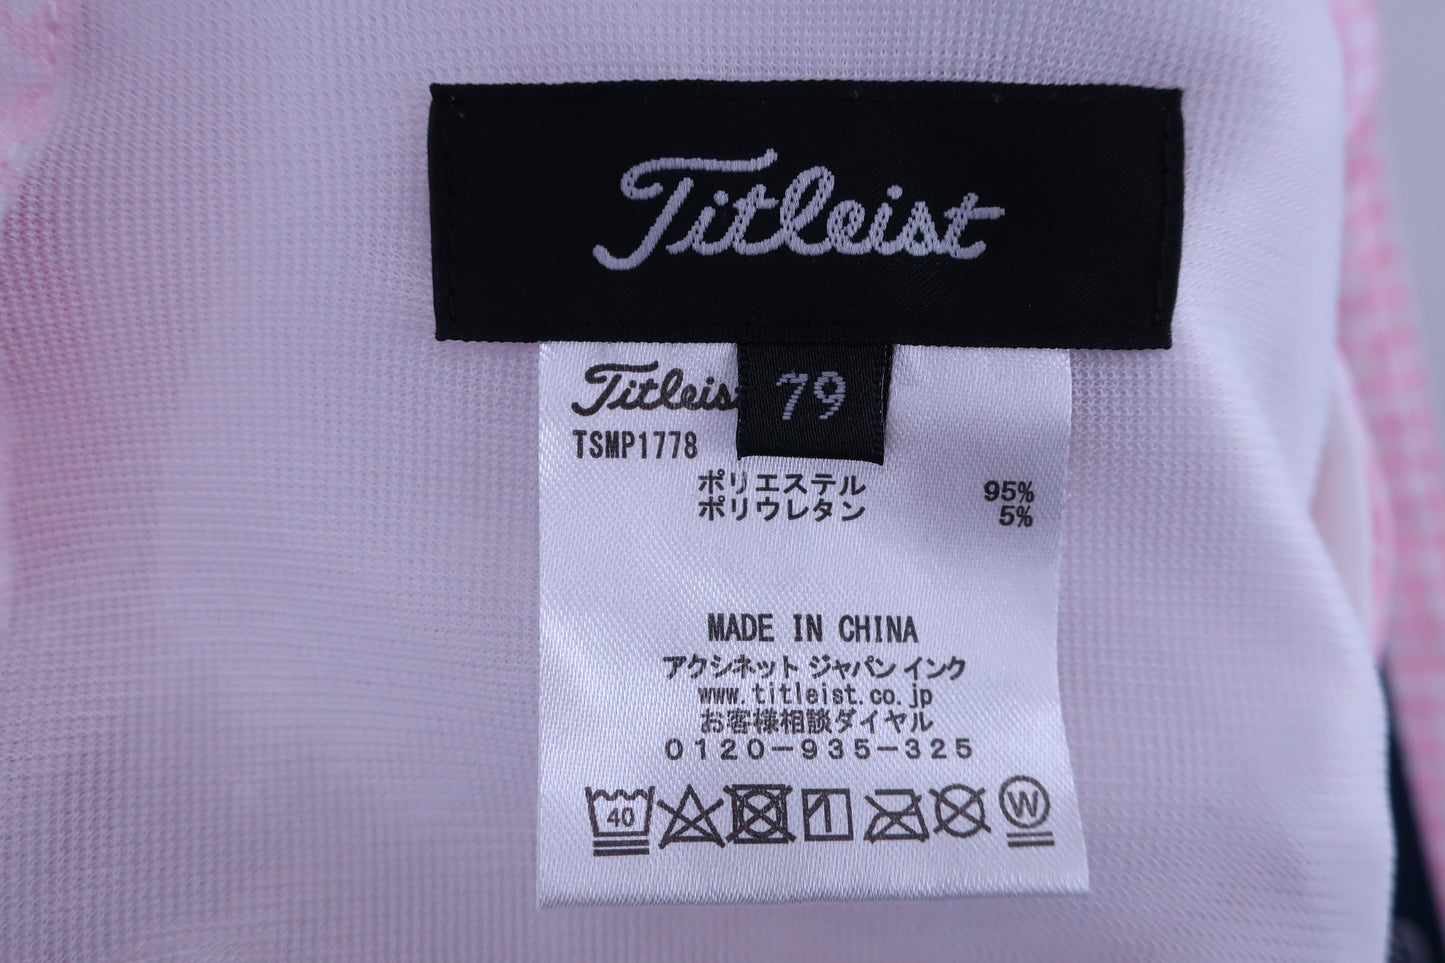 Titleist
79
Titleis
TSMP1778
ポリエステル 95%
ポリウレタン 5%
MADE IN CHINA
アクシネット ジャパン インク
www.titleist.co.jp
お客様相談ダイヤル
0120-935-325
40
W